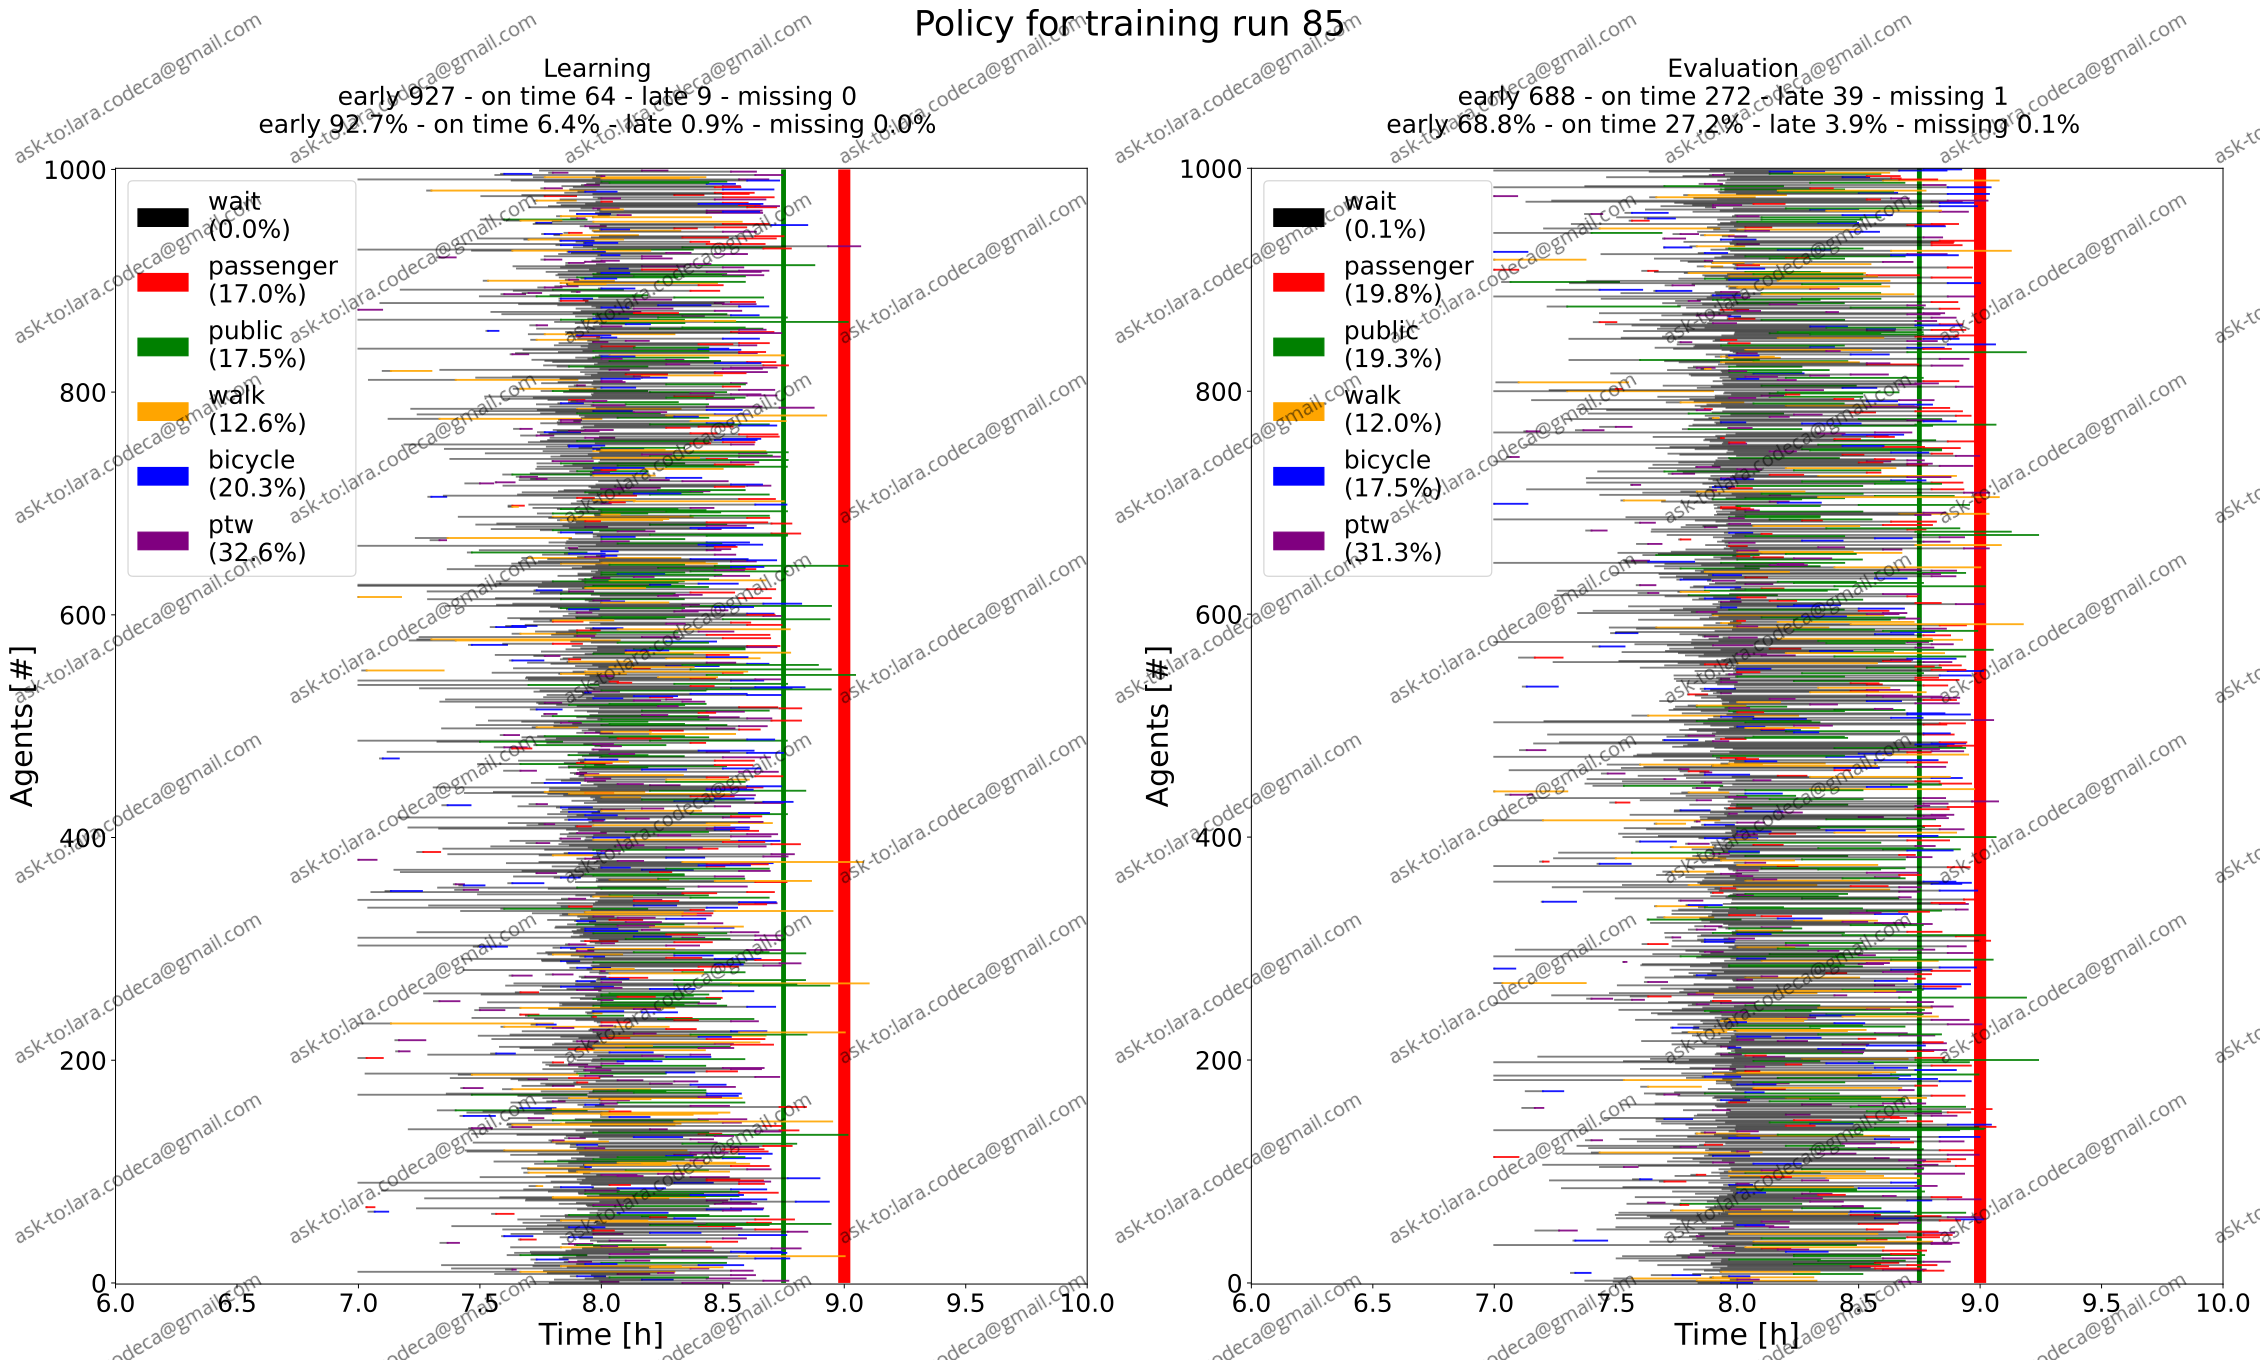 Policy for training run 85
Learning
early 927 - on time 64 - late 9 - missing 0
early 92.7% - on time 6.4% - late 0.9% - missing 0.0%
1000
800
600
400
200
0
Agents [#]
wait
(0.0%)
passenger
(17.0%)
public
(17.5%)
walk
(12.6%)
bicycle
(20.3%)
ptw
(32.6%)
6.0 6.5 7.0 7.5 8.0 8.5 9.0 9.5 10.0
Time [h]
Evaluation
early 688 - on time 272 - late 39 - missing 1
early 68.8% - on time 27.2% - late 3.9% - missing 0.1%
1000
800
600
400
200
0
Agents [#]
wait
(0.1%)
passenger
(19.8%)
public
(19.3%)
walk
(12.0%)
bicycle
(17.5%)
ptw
(31.3%)
6.0 6.5 7.0 7.5 8.0 8.5 9.0 9.5 10.0
Time [h]
ask-to:lara.codeca@gmail.com